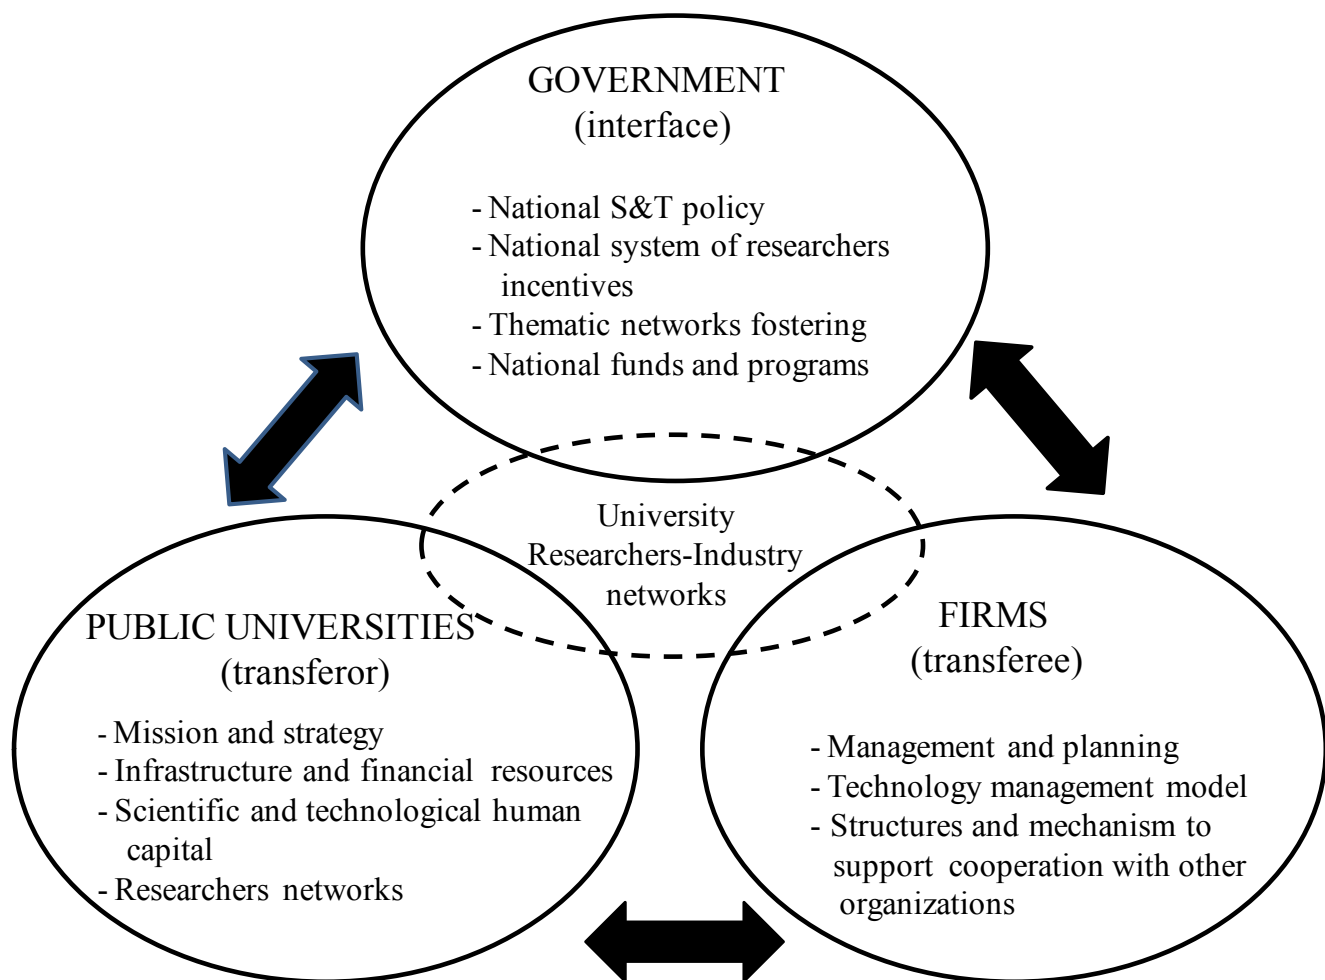 GOVERNMENT
(interface)
- National S&T policy
- National system of researchers
incentives
- Thematic networks fostering
- National funds and programs
University
Researchers-Industry
networks
PUBLIC UNIVERSITIES
(transferor)
- Mission and strategy
- Infrastructure and financial resources
- Scientific and technological human
capital
- Researchers networks
FIRMS
(transferee)
- Management and planning
- Technology management model
- Structures and mechanism to
support cooperation with other
organizations